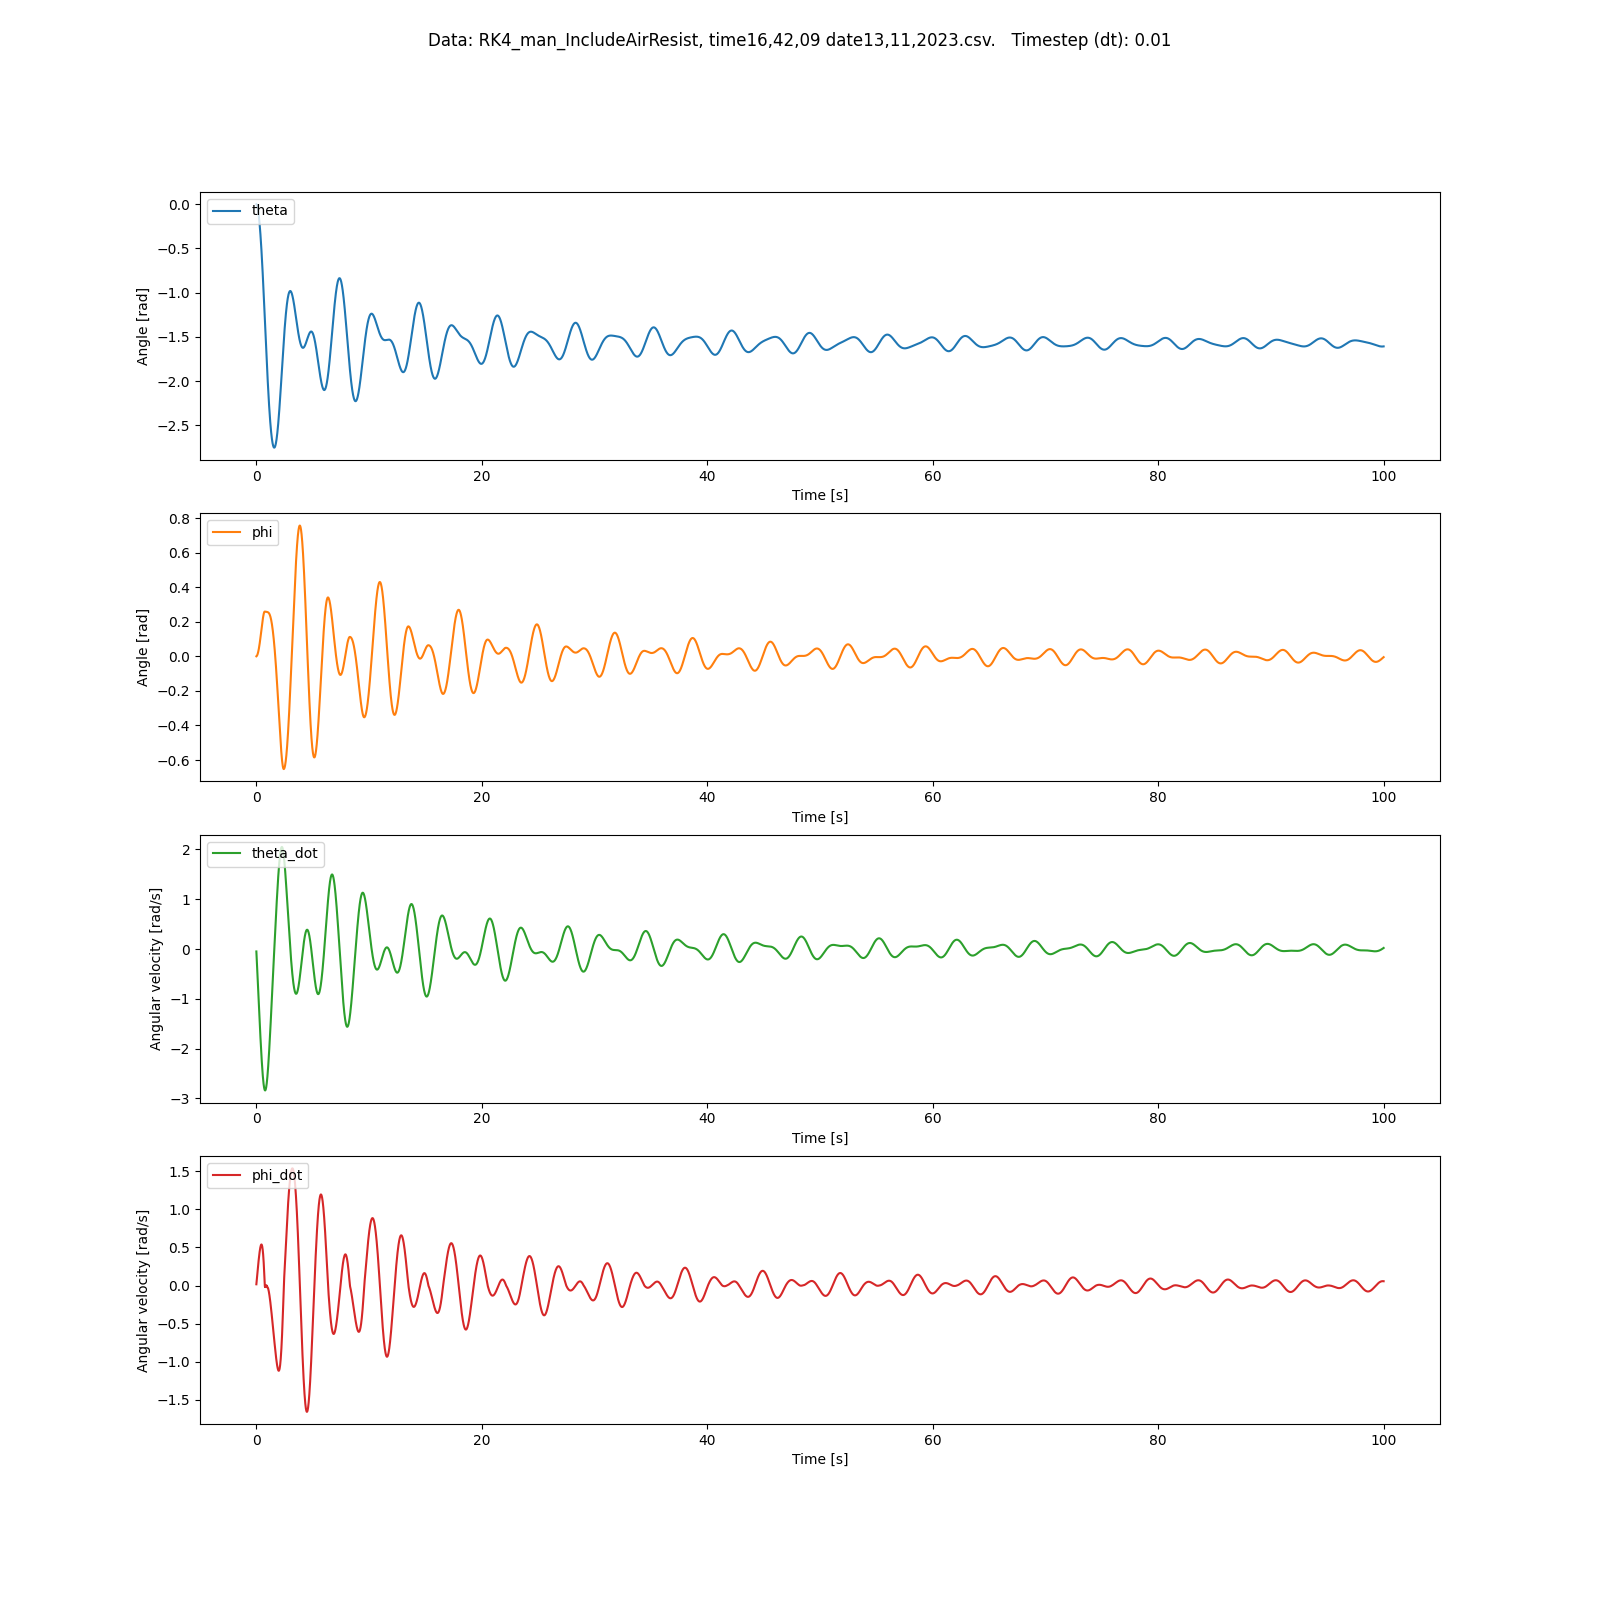 Data: RK4_man_IncludeAirResist, time16,42,09 date13,11,2023.csv.   Timestep (dt): 0.01
theta
Angle [rad]
0.0
−0.5
−1.0
−1.5
−2.0
−2.5
0 20 40 60 80 100
Time [s]
phi
Angle [rad]
0.8
0.6
0.4
0.2
0.0
−0.2
−0.4
−0.6
0 20 40 60 80 100
Time [s]
theta_dot
Angular velocity [rad/s]
2
1
0
−1
−2
−3
0 20 40 60 80 100
Time [s]
phi_dot
Angular velocity [rad/s]
1.5
1.0
0.5
0.0
−0.5
−1.0
−1.5
0 20 40 60 80 100
Time [s]